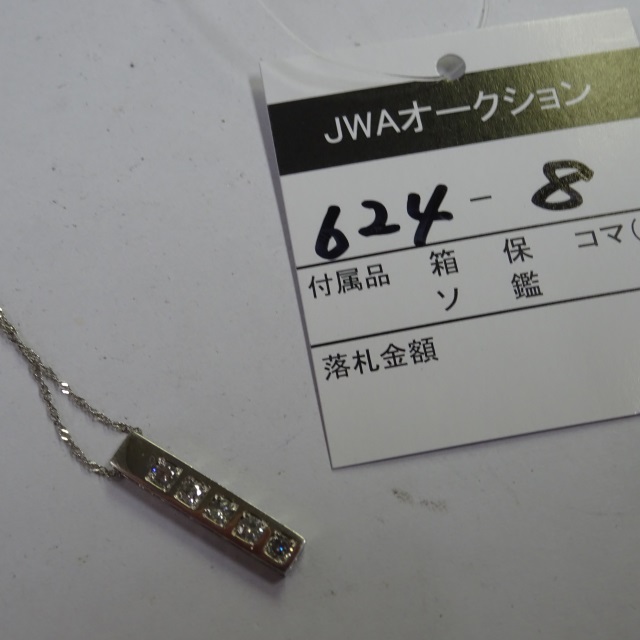 JWAオークション
624-8
付属品 箱 保 コマ(
ソ 鑑
落札金額